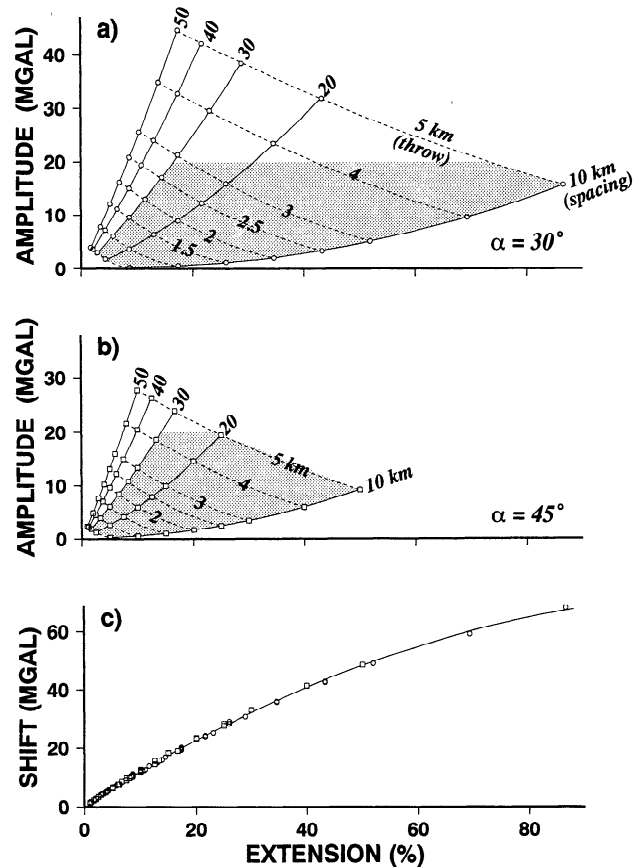 a)
50
40
30
20
5 km
(throw)
10 km
(spacing)
4
3
2.5
2
1.5
α = 30°
AMPLITUDE (MGAL)
40
30
20
10
0
b)
50
40
30
20
5 km
10 km
4
3
2
α = 45°
AMPLITUDE (MGAL)
30
20
10
0
c)
SHIFT (MGAL)
60
40
20
0
0 20 40 60 80
EXTENSION (%)